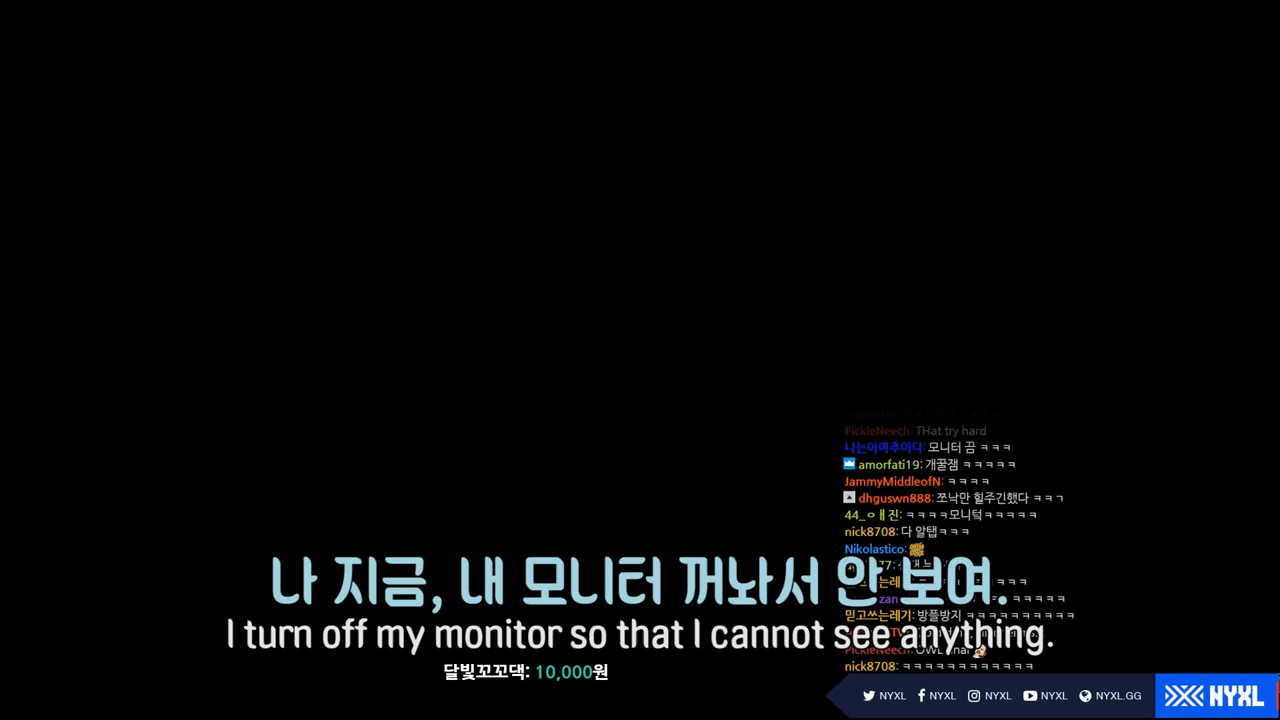 PickleNeech: THat try hard
나는아마추어다: 모니터 끔 ㅋㅋㅋ
amorfati19: 개꿀잼 ㅋㅋㅋㅋㅋ
JammyMiddleofN: ㅋㅋㅋㅋ
dhguswn888: 쪼낙만 힐주긴했다 ㅋㅋㄱ
44_ㅇㅐ진: ㅋㅋㅋㅋ모니턱ㅋㅋㅋㅋㅋ
nick8708: 다 알탭ㅋㅋㅋ
Nikolastico:
나 지금, 내 모니터 꺼놔서 안 보여.
믿고쓰는레기: 방플방지 ㅋㅋㅋㅋㅋㅋㅋㅋㅋㅋ
I turn off my monitor so that I cannot see anything.
PickleNeech: OWL
nick8708: ㅋㅋㅋㅋㅋㅋㅋㅋㅋㅋㅋㅋ
달빛꼬꼬댁: 10,000원
NYXL NYXL NYXL NYXL NYXL.GG NYXL